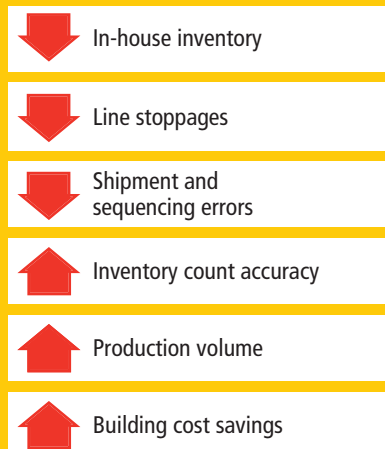 In-house inventory
Line stoppages
Shipment and
sequencing errors
Inventory count accuracy
Production volume
Building cost savings